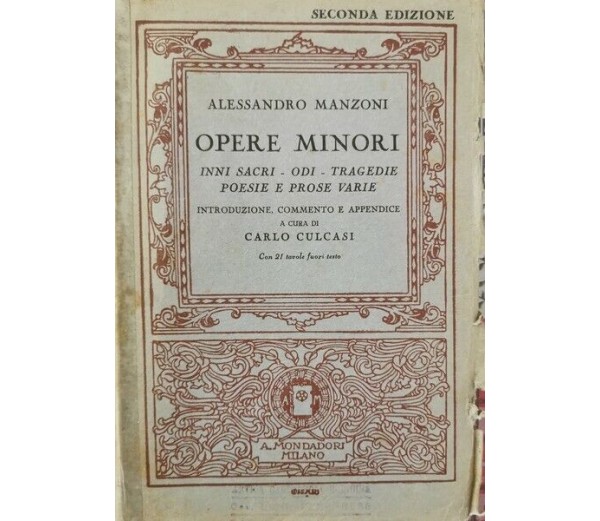 SECONDA EDIZIONE
ALESSANDRO MANZONI
OPERE MINORI
INNI SACRI - ODI - TRAGEDIE
POESIE E PROSE VARIE
INTRODUZIONE, COMMENTO E APPENDICE
A CURA DI
CARLO CULCASI
Con 21 tavole fuori testo
A M
A. MONDADORI
MILANO